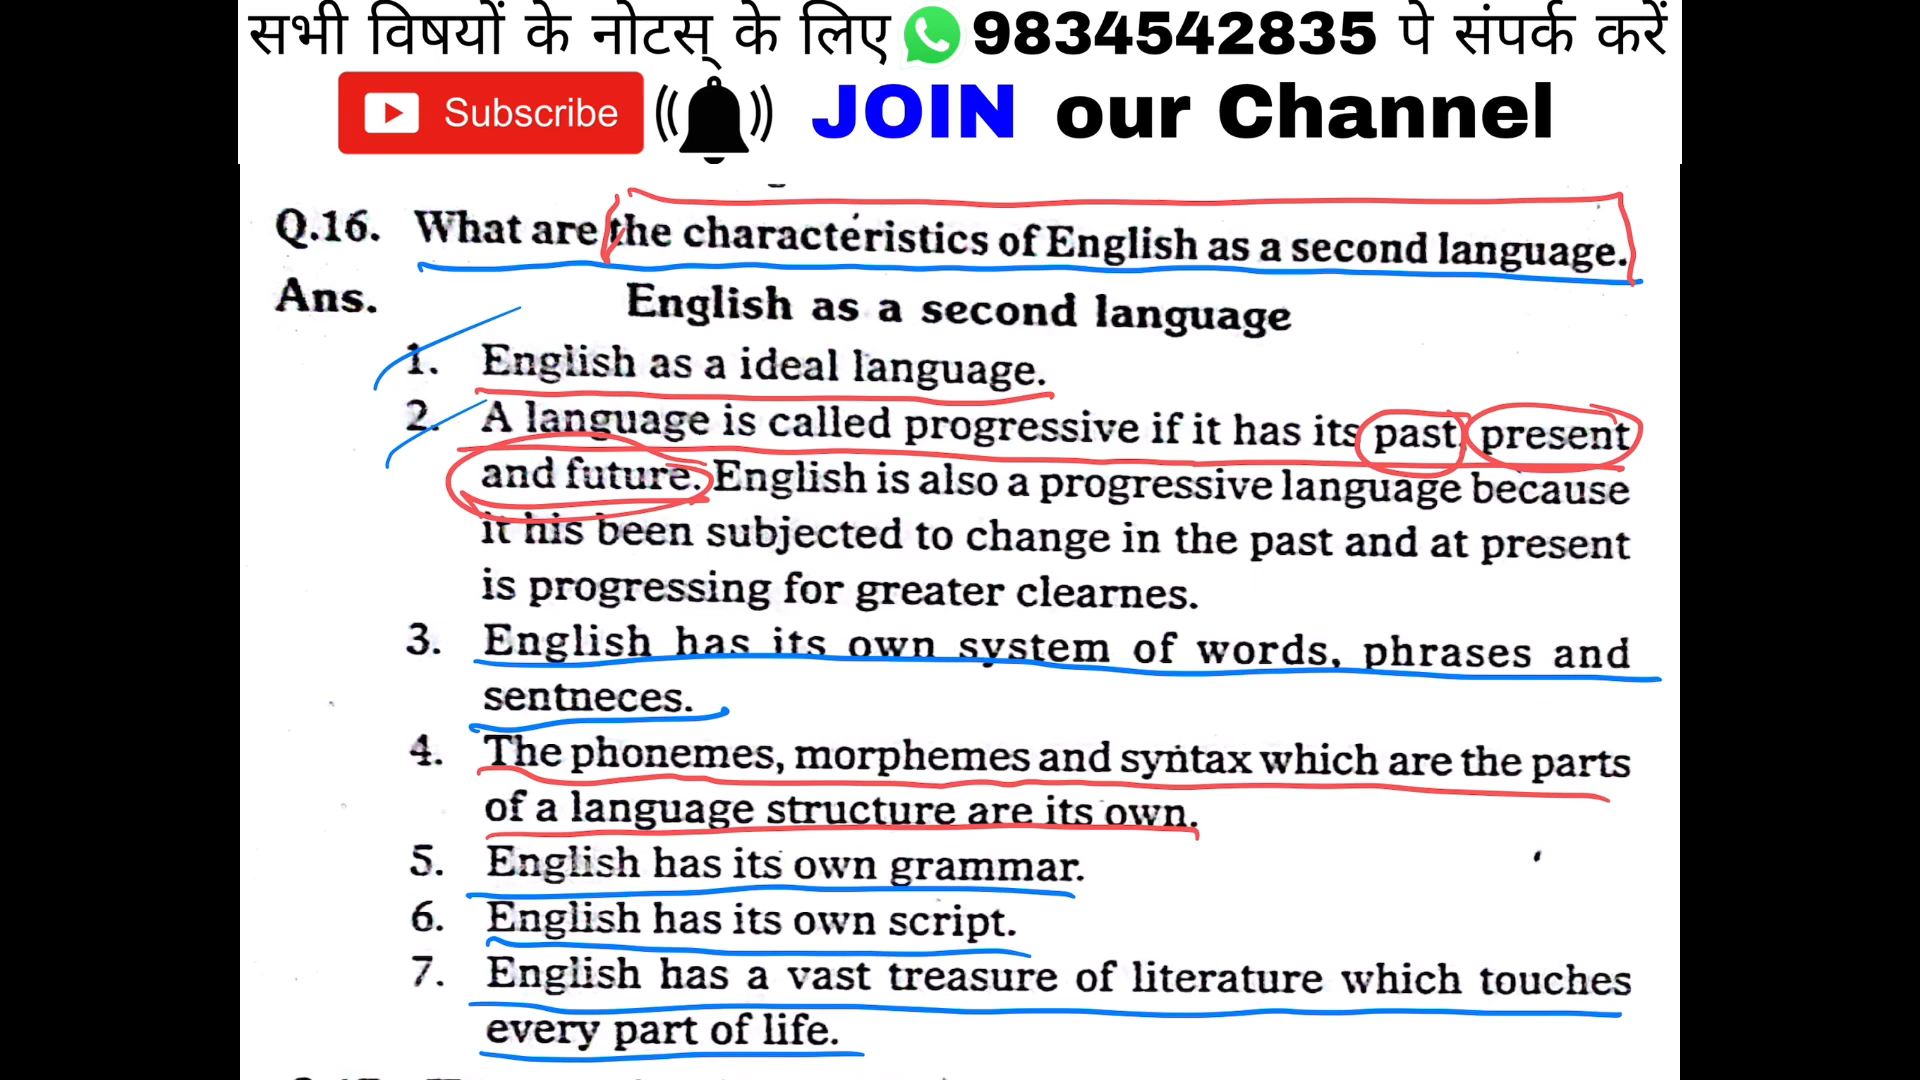 सभी विषयों के नोटस् के लिए 9834542835 पे संपर्क करें
Subscribe JOIN our Channel
Q.16. What are the characteristics of English as a second language.
Ans. English as a second language
1. English as a ideal language.
2. A language is called progressive if it has its past, present
and future. English is also a progressive language because
it his been subjected to change in the past and at present
is progressing for greater clearnes.
3. English has its own system of words, phrases and
sentneces.
4. The phonemes, morphemes and syntax which are the parts
of a language structure are its own.
5. English has its own grammar.
6. English has its own script.
7. English has a vast treasure of literature which touches
every part of life.